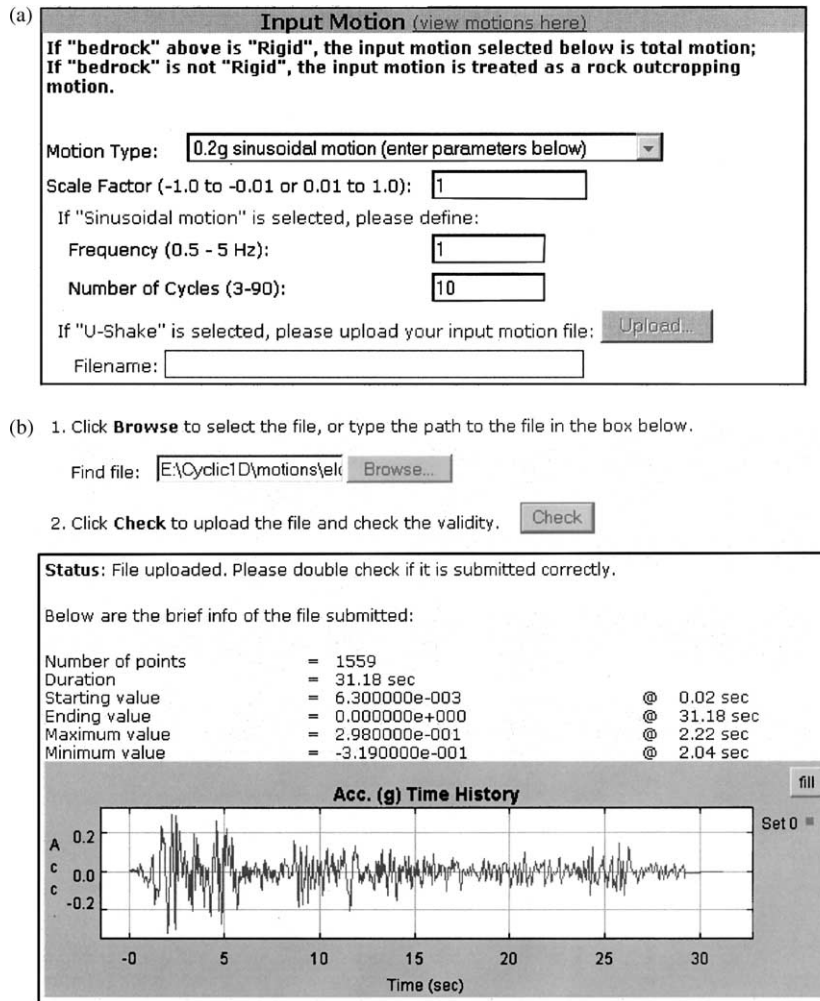 (a)
Input Motion (view motions here)
If "bedrock" above is "Rigid", the input motion selected below is total motion;
If "bedrock" is not "Rigid", the input motion is treated as a rock outcropping
motion.
Motion Type: 0.2g sinusoidal motion (enter parameters below)
Scale Factor (-1.0 to -0.01 or 0.01 to 1.0): 1
If "Sinusoidal motion" is selected, please define:
Frequency (0.5 - 5 Hz): 1
Number of Cycles (3-90): 10
If "U-Shake" is selected, please upload your input motion file: Upload...
Filename:
(b) 1. Click Browse to select the file, or type the path to the file in the box below.
Find file: E:\Cyclic1D\motions\elc Browse...
2. Click Check to upload the file and check the validity. Check
Status: File uploaded. Please double check if it is submitted correctly.
Below are the brief info of the file submitted:
Number of points = 1559
Duration = 31.18 sec
Starting value = 6.300000e-003 @ 0.02 sec
Ending value = 0.000000e+000 @ 31.18 sec
Maximum value = 2.980000e-001 @ 2.22 sec
Minimum value = -3.190000e-001 @ 2.04 sec
fill
Acc. (g) Time History
Set 0
Acc
0.2
0.0
-0.2
-0 5 10 15 20 25 30
Time (sec)